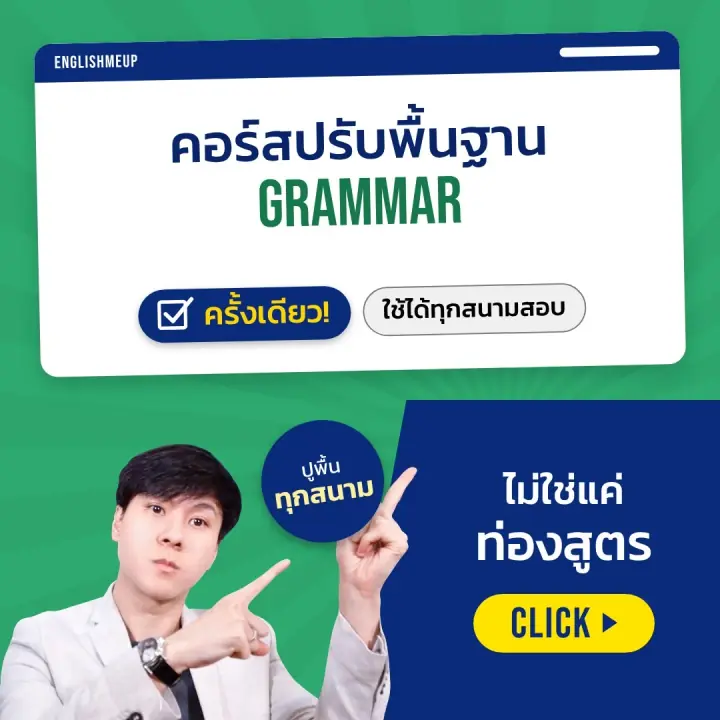 ENGLISHMEUP
คอร์สปรับพื้นฐาน
GRAMMAR
ครั้งเดียว!
ใช้ได้ทุกสนามสอบ
ปูพื้น
ทุกสนาม
ไม่ใช่แค่
ท่องสูตร
CLICK